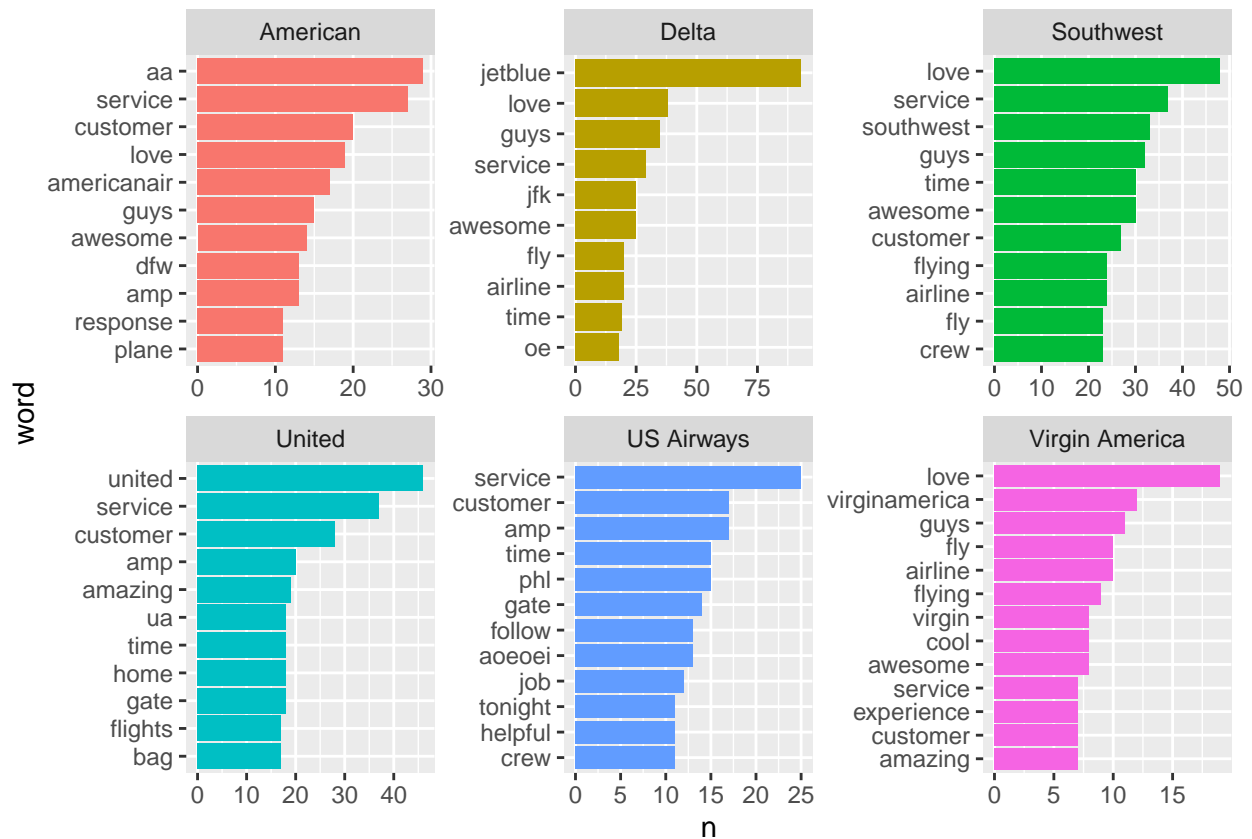 American
aa
service
customer
love
americanair
guys
awesome
dfw
amp
response
plane
0 10 20 30
Delta
jetblue
love
guys
service
jfk
awesome
fly
airline
time
oe
0 25 50 75
Southwest
love
service
southwest
guys
time
awesome
customer
flying
airline
fly
crew
0 10 20 30 40 50
word
United
united
service
customer
amp
amazing
ua
time
home
gate
flights
bag
0 10 20 30 40
US Airways
service
customer
amp
time
phl
gate
follow
aoeoei
job
tonight
helpful
crew
0 5 10 15 20 25
Virgin America
love
virginamerica
guys
fly
airline
flying
virgin
cool
awesome
service
experience
customer
amazing
0 5 10 15
n